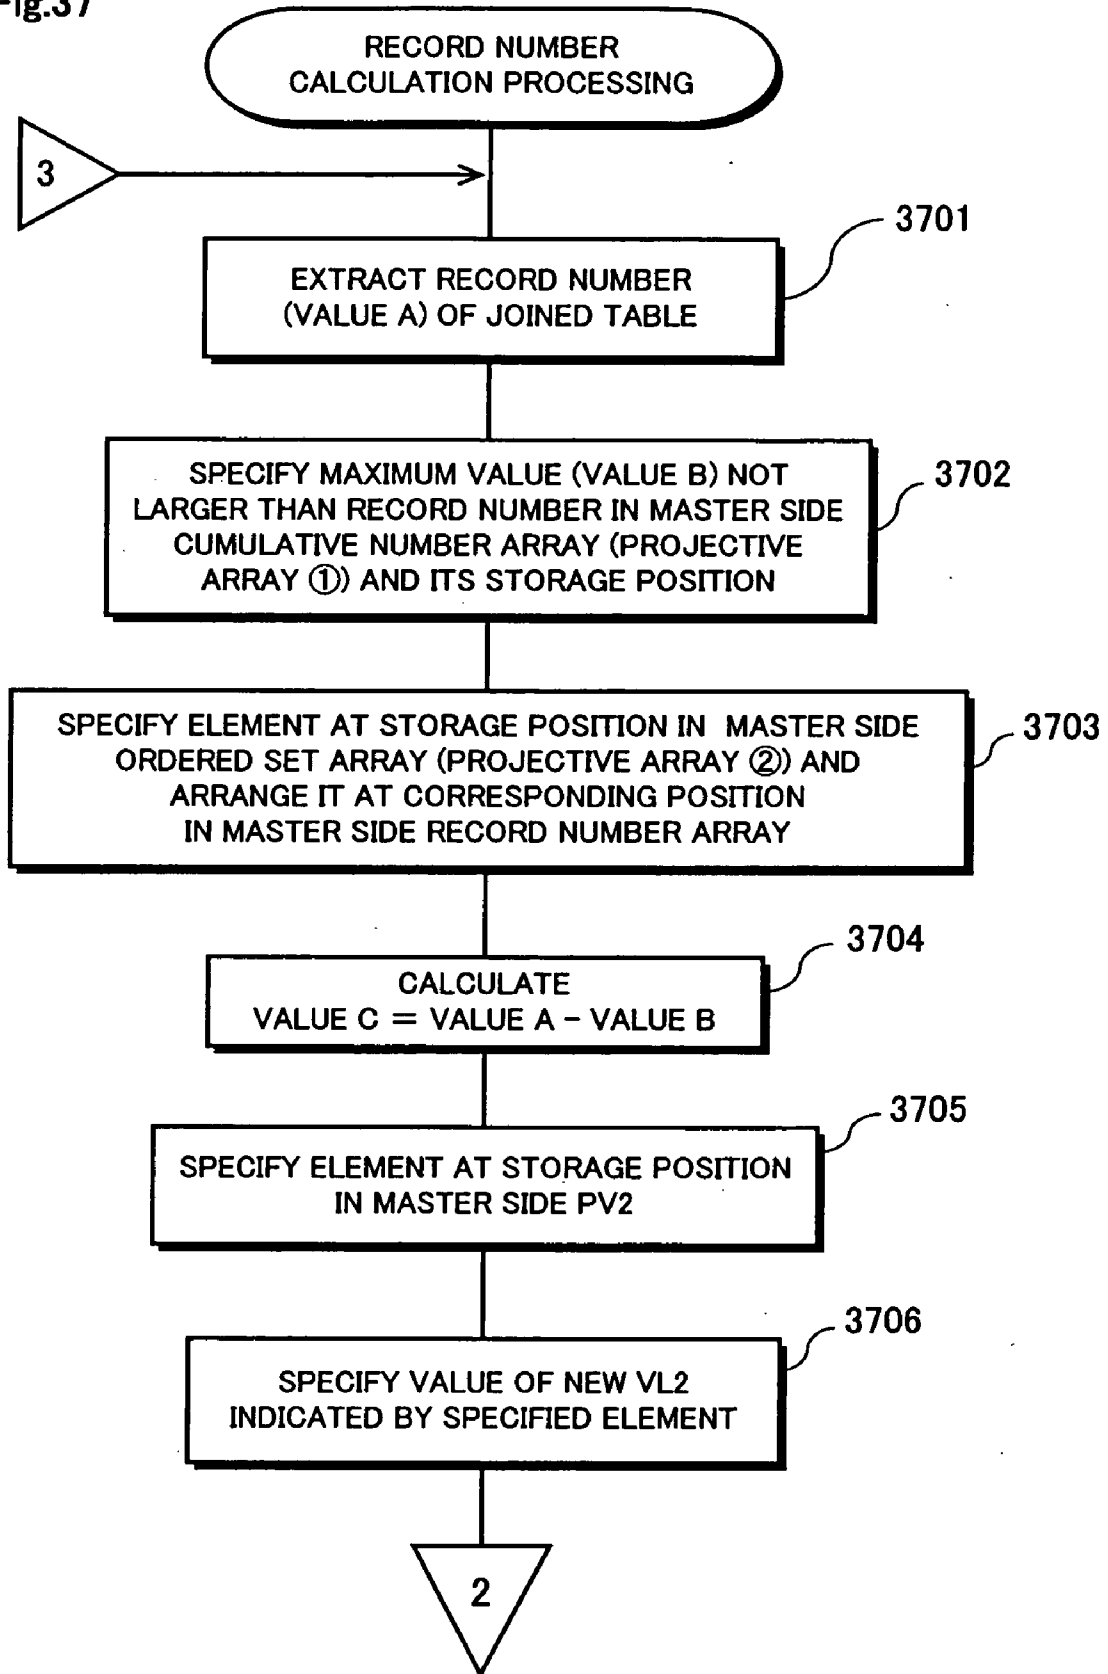 Fig.37
RECORD NUMBER
CALCULATION PROCESSING
3
3701
EXTRACT RECORD NUMBER
(VALUE A) OF JOINED TABLE
3702
SPECIFY MAXIMUM VALUE (VALUE B) NOT
LARGER THAN RECORD NUMBER IN MASTER SIDE
CUMULATIVE NUMBER ARRAY (PROJECTIVE
ARRAY ①) AND ITS STORAGE POSITION
3703
SPECIFY ELEMENT AT STORAGE POSITION IN MASTER SIDE
ORDERED SET ARRAY (PROJECTIVE ARRAY ②) AND
ARRANGE IT AT CORRESPONDING POSITION
IN MASTER SIDE RECORD NUMBER ARRAY
3704
CALCULATE
VALUE C = VALUE A - VALUE B
3705
SPECIFY ELEMENT AT STORAGE POSITION
IN MASTER SIDE PV2
3706
SPECIFY VALUE OF NEW VL2
INDICATED BY SPECIFIED ELEMENT
2